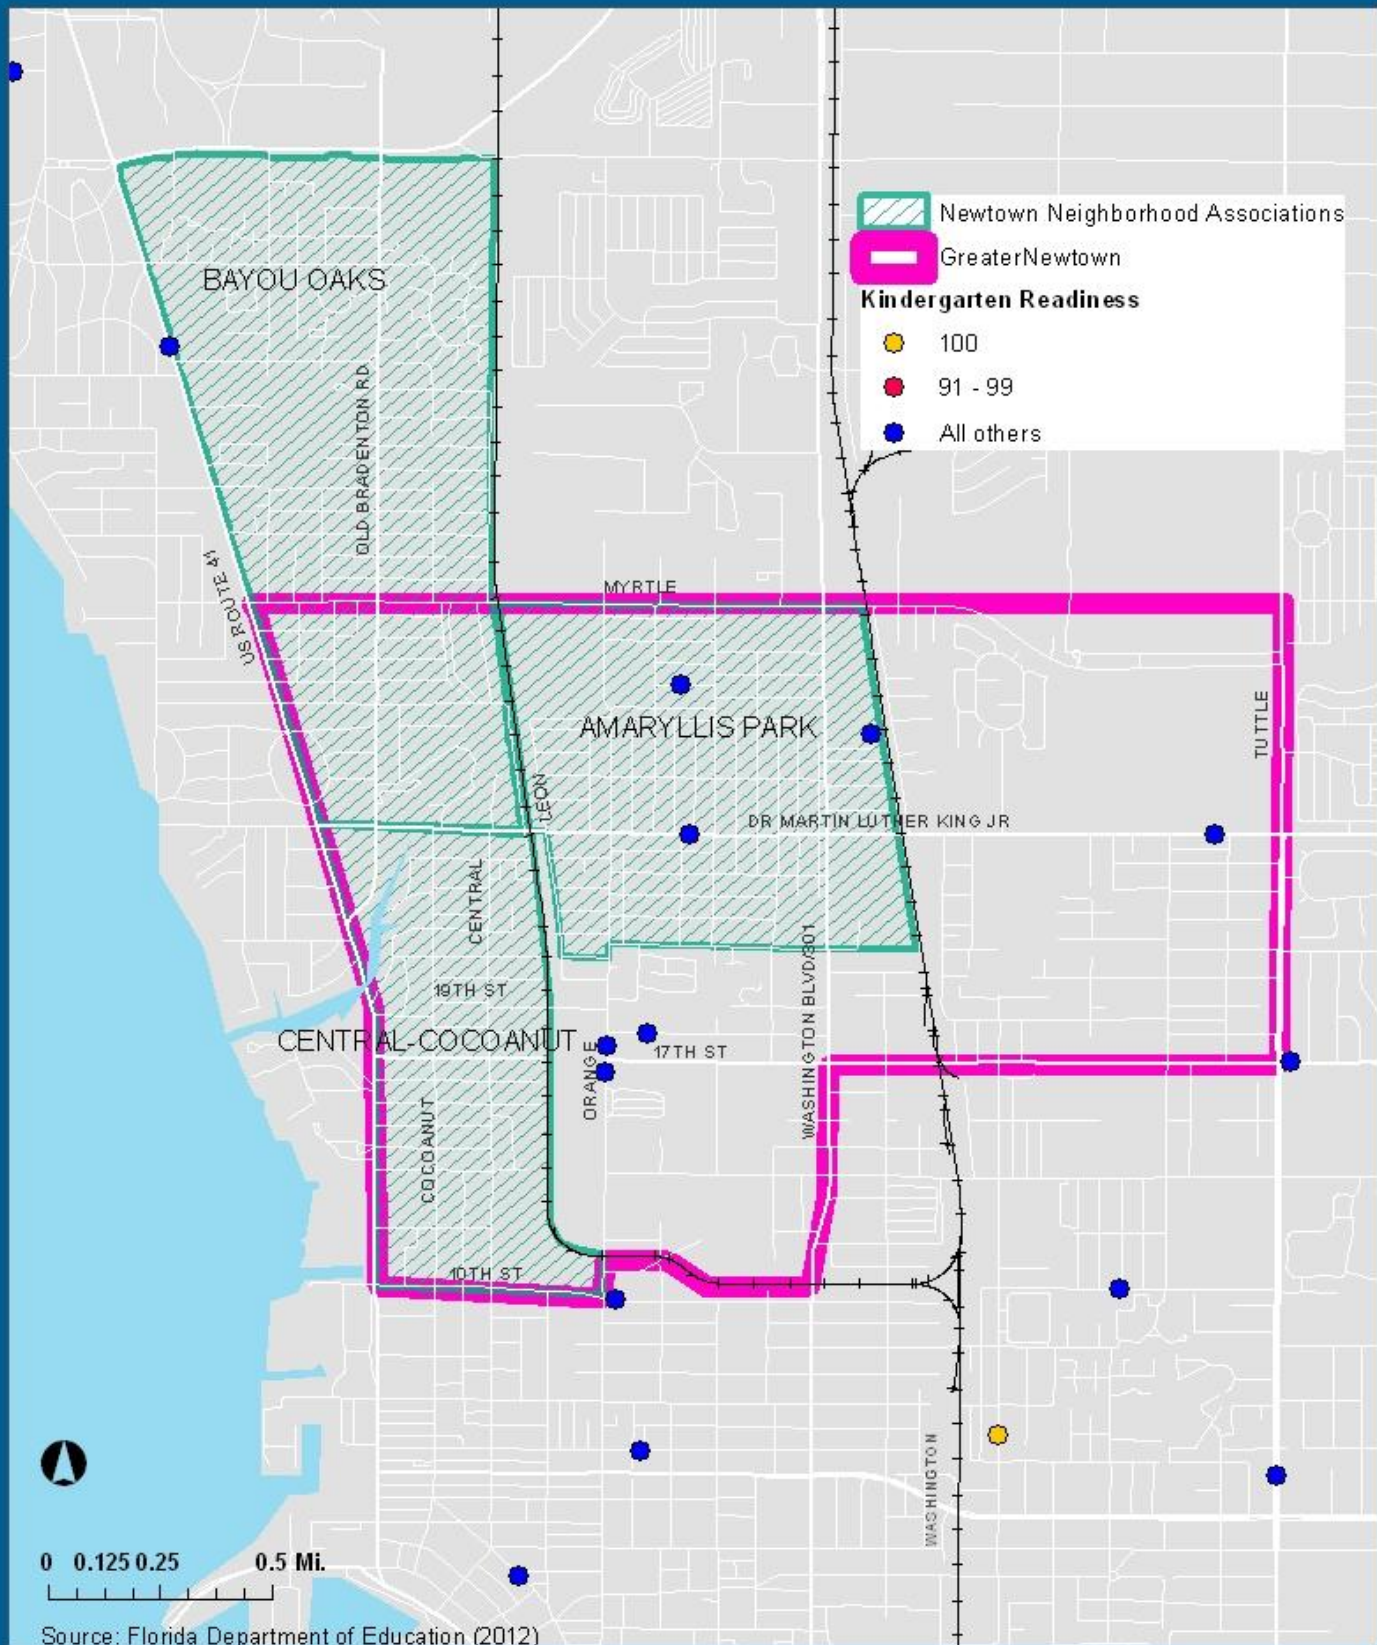 Newtown Neighborhood Associations
GreaterNewtown
Kindergarten Readiness
100
91 - 99
All others
BAYOU OAKS
OLD BRADENTON RD
US ROUTE 41
MYRTLE
AMARYLLIS PARK
TUTTLE
LEON
DR MARTIN LUTHER KING JR
CENTRAL
WASHINGTON BLVD/301
19TH ST
CENTRAL-COCOANUT
ORANGE
17TH ST
COCOANUT
10TH ST
WASHINGTON
0 0.125 0.25 0.5 Mi.
Source: Florida Department of Education (2012)